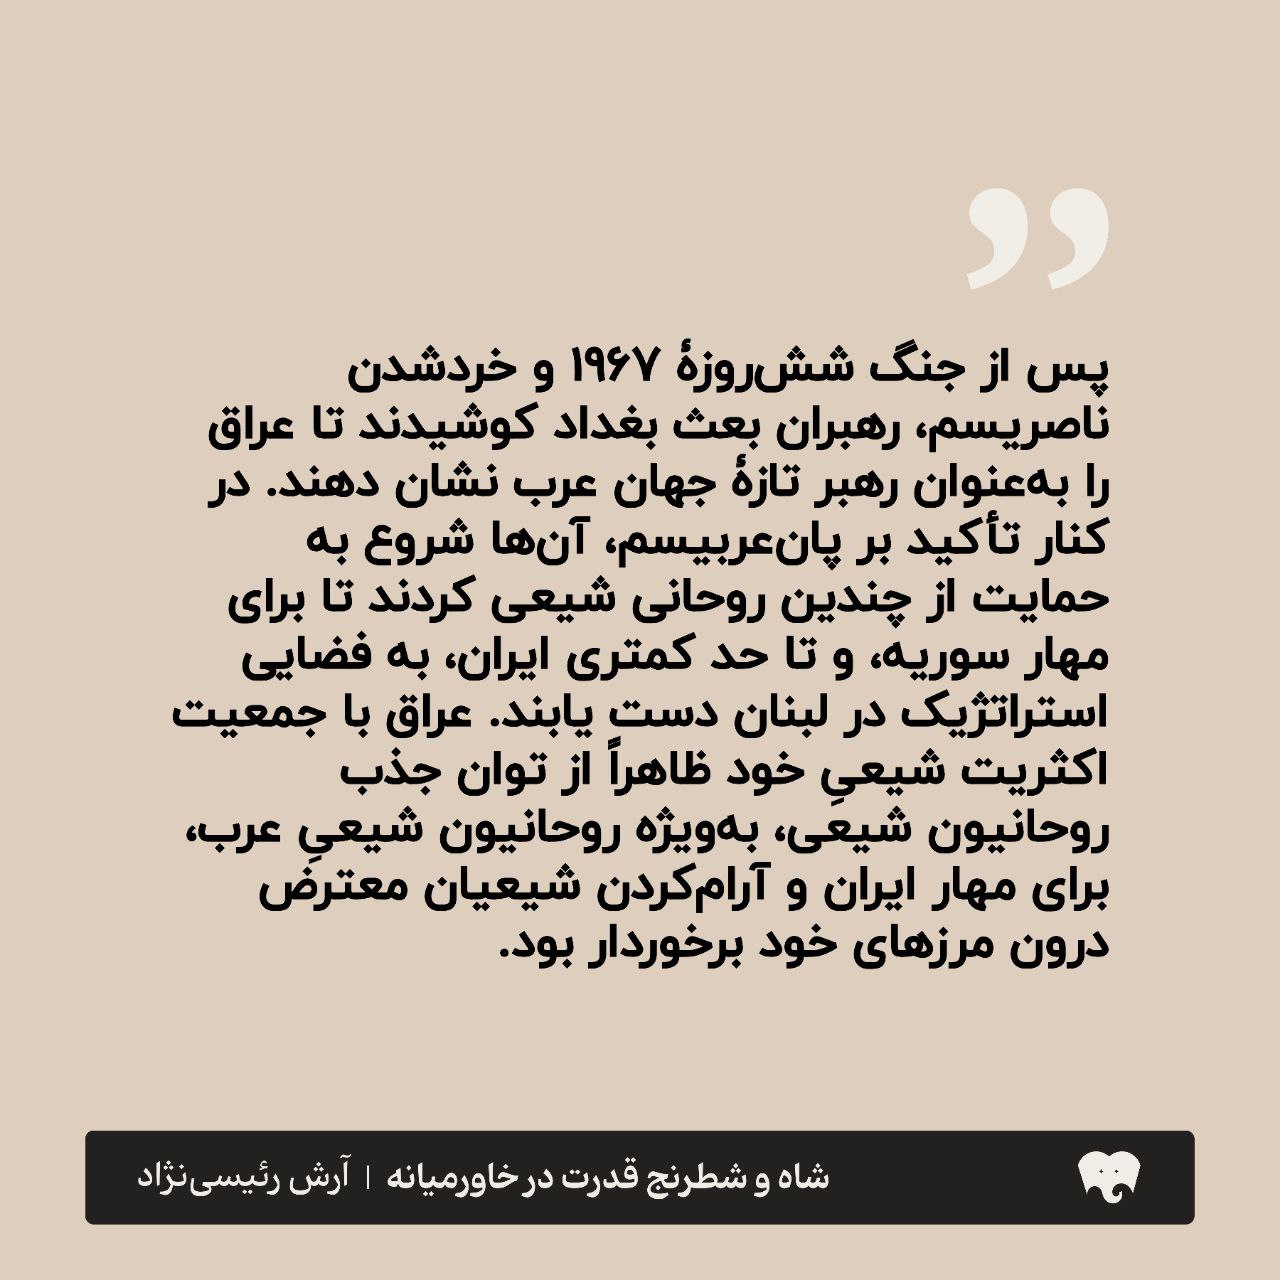 پس از جنگ شش‌روزهٔ ۱۹۶۷ و خردشدن
ناصریسم، رهبران بعث بغداد کوشیدند تا عراق
را به‌عنوان رهبر تازهٔ جهان عرب نشان دهند. در
کنار تأکید بر پان‌عربیسم، آن‌ها شروع به
حمایت از چندین روحانی شیعی کردند تا برای
مهار سوریه، و تا حد کمتری ایران، به فضایی
استراتژیک در لبنان دست یابند. عراق با جمعیت
اکثریت شیعیِ خود ظاهراً از توان جذب
روحانیون شیعی، به‌ویژه روحانیون شیعیِ عرب،
برای مهار ایران و آرام‌کردن شیعیان معترض
درون مرزهای خود برخوردار بود.
شاه و شطرنج قدرت در خاورمیانه | آرش رئیسی‌نژاد